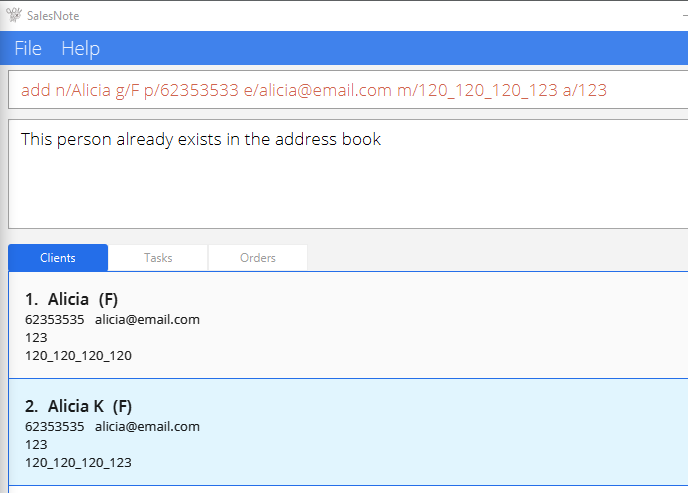 SalesNote
File Help
add n/Alicia g/F p/62353533 e/alicia@email.com m/120_120_120_123 a/123
This person already exists in the address book
Clients Tasks Orders
1. Alicia (F)
62353535 alicia@email.com
123
120_120_120_120
2. Alicia K (F)
62353535 alicia@email.com
123
120_120_120_123